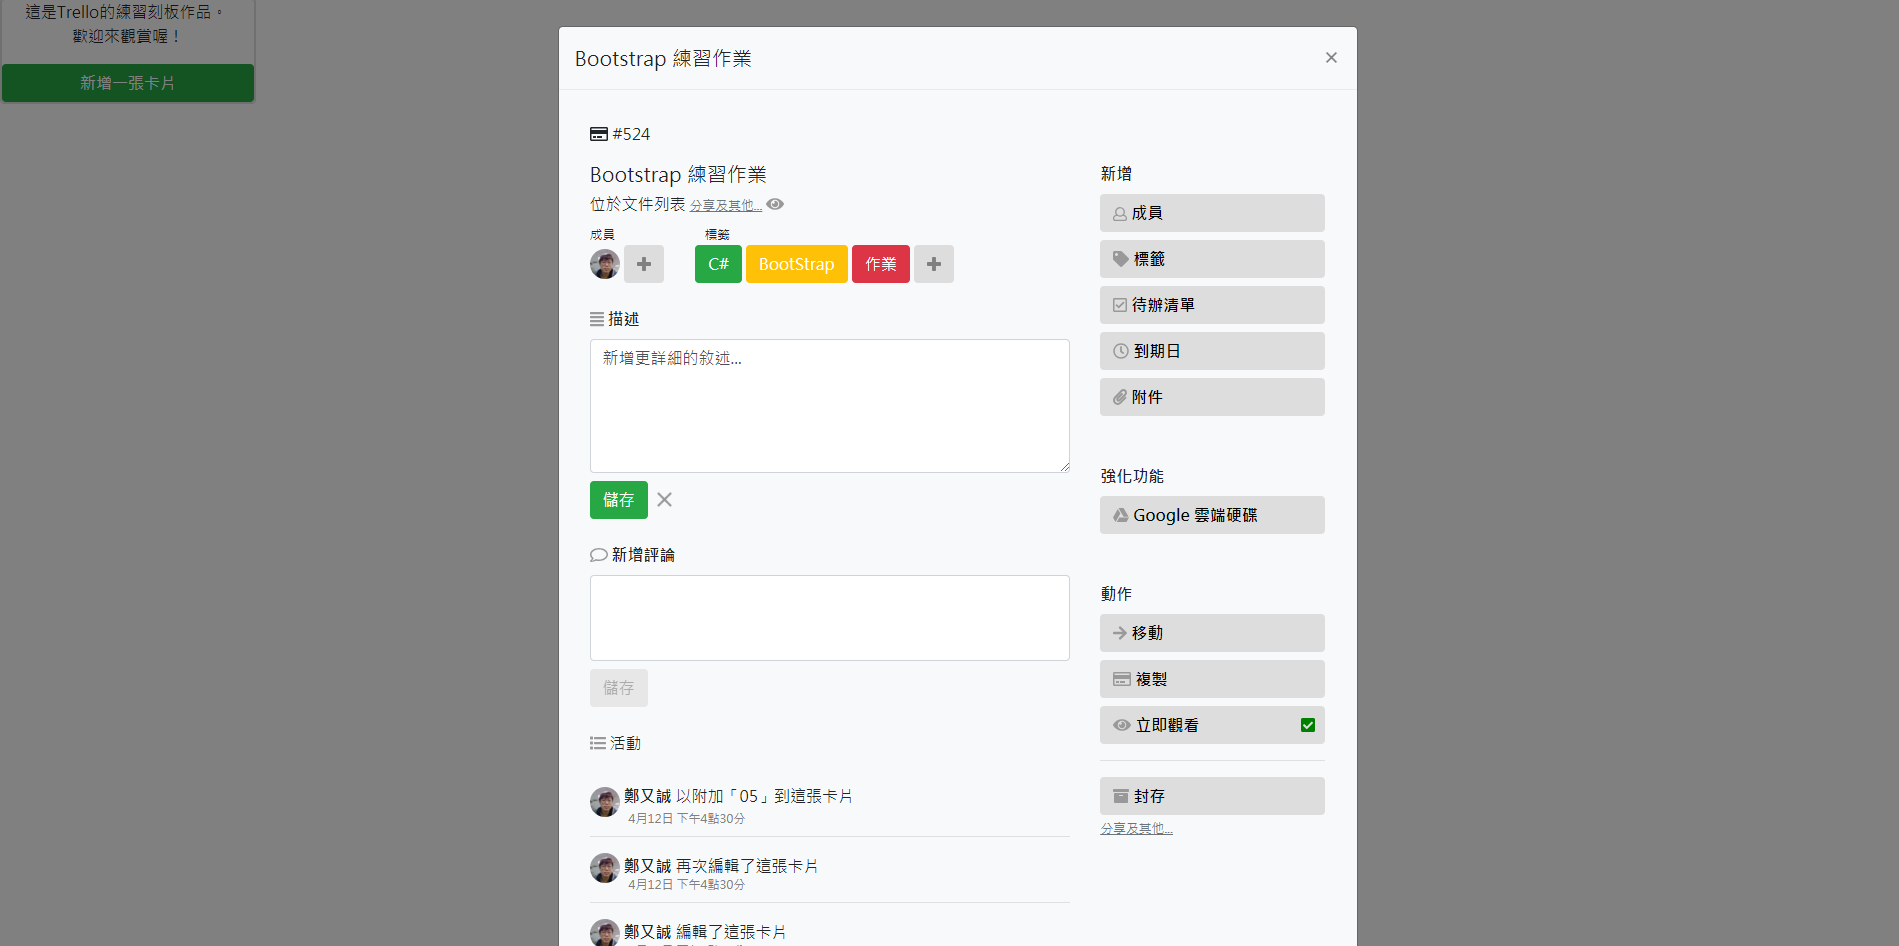 這是Trello的練習刻板作品。
歡迎來觀賞喔！
新增一張卡片
Bootstrap 練習作業
#524
Bootstrap 練習作業
位於文件列表 分享及其他...
成員
標籤
C#
BootStrap
作業
描述
新增更詳細的敘述...
儲存
新增評論
儲存
活動
鄭又誠 以附加「05」到這張卡片
4月12日 下午4點30分
鄭又誠 再次編輯了這張卡片
4月12日 下午4點30分
鄭又誠 編輯了這張卡片
新增
成員
標籤
待辦清單
到期日
附件
強化功能
Google 雲端硬碟
動作
移動
複製
立即觀看
封存
分享及其他...